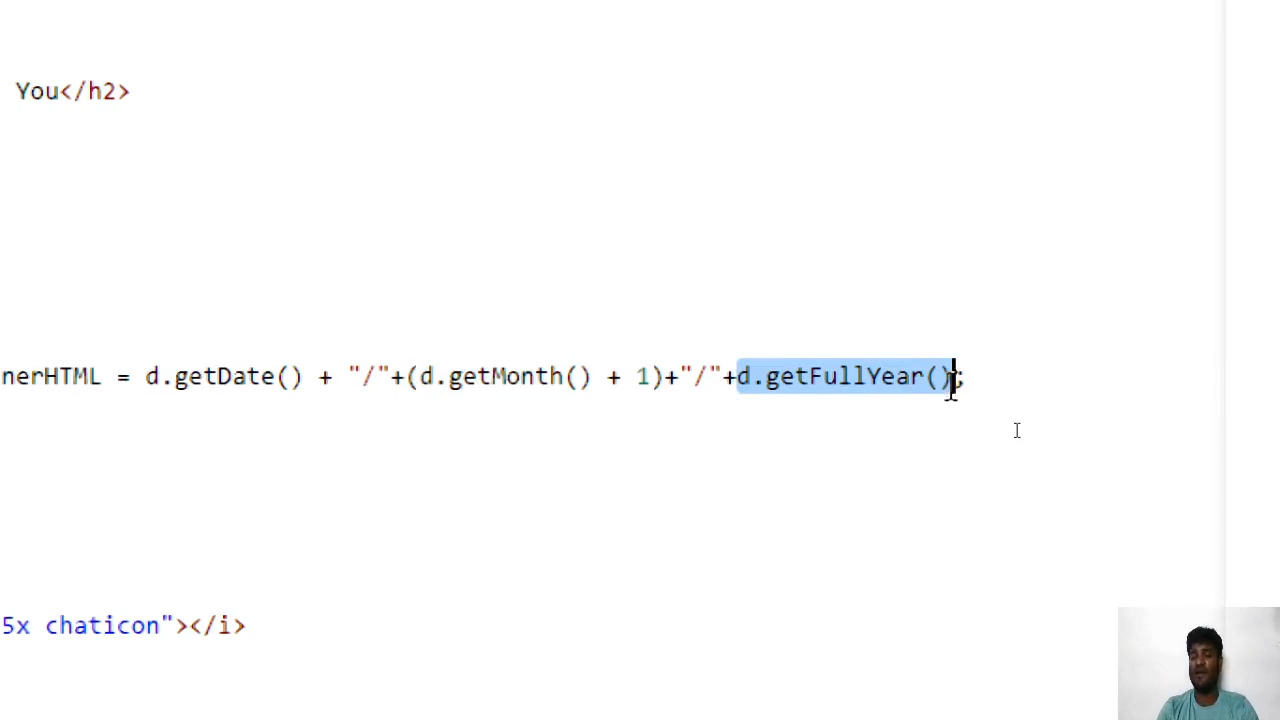 You</h2>
nerHTML = d.getDate() + "/"+(d.getMonth() + 1)+"/"+d.getFullYear();
5x chaticon"></i>